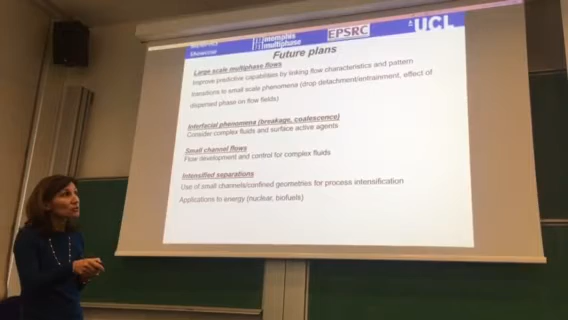 memphis
multiphase
EPSRC
UCL
Future plans
Large scale multiphase flows
Improve predictive capabilities by linking flow characteristics and pattern
transitions to small scale phenomena (drop detachment/entrainment, effect of
dispersed phase on flow fields)
Interfacial phenomena (breakage, coalescence)
Consider complex fluids and surface active agents
Small channel flows
Flow development and control for complex fluids
Intensified separations
Use of small channels/confined geometries for process intensification
Applications to energy (nuclear, biofuels)